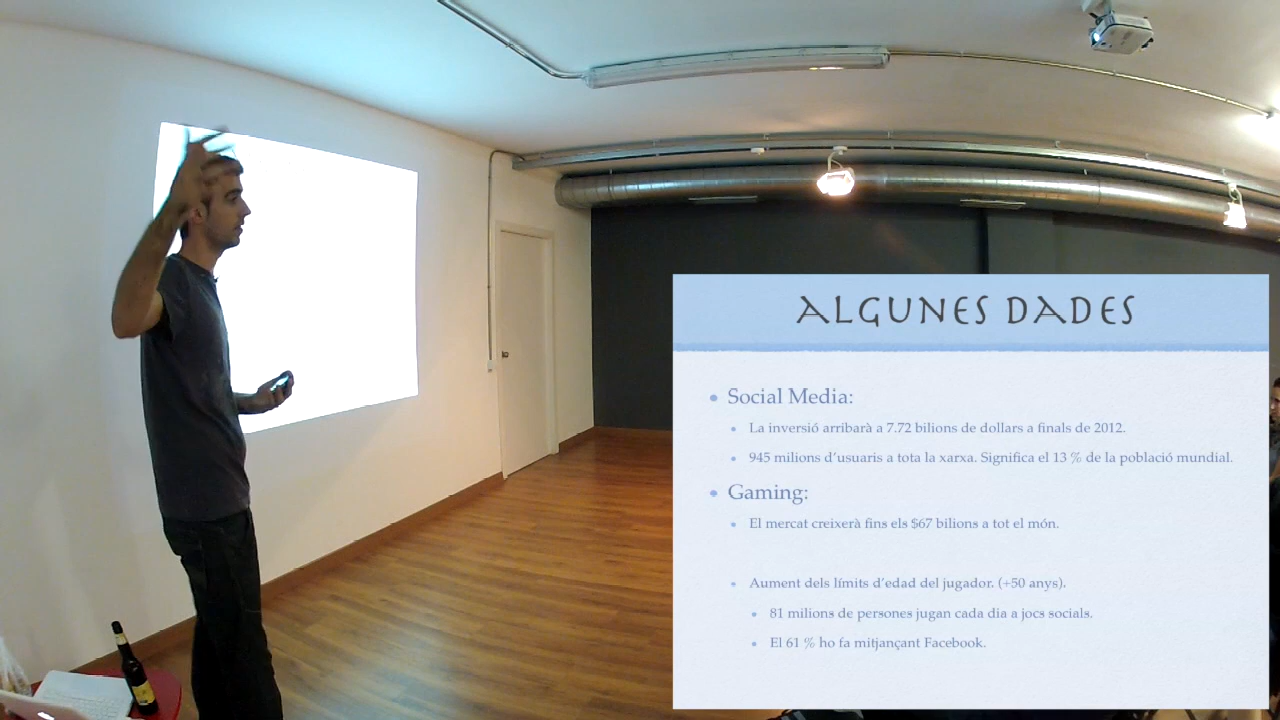 ALGUNES DADES
• Social Media:
• La inversió arribarà a 7.72 bilions de dollars a finals de 2012.
• 945 milions d'usuaris a tota la xarxa. Significa el 13 % de la població mundial.
• Gaming:
• El mercat creixerà fins els $67 bilions a tot el món.
• Aument dels límits d'edad del jugador. (+50 anys).
• 81 milions de persones jugan cada dia a jocs socials.
• El 61 % ho fa mitjançant Facebook.